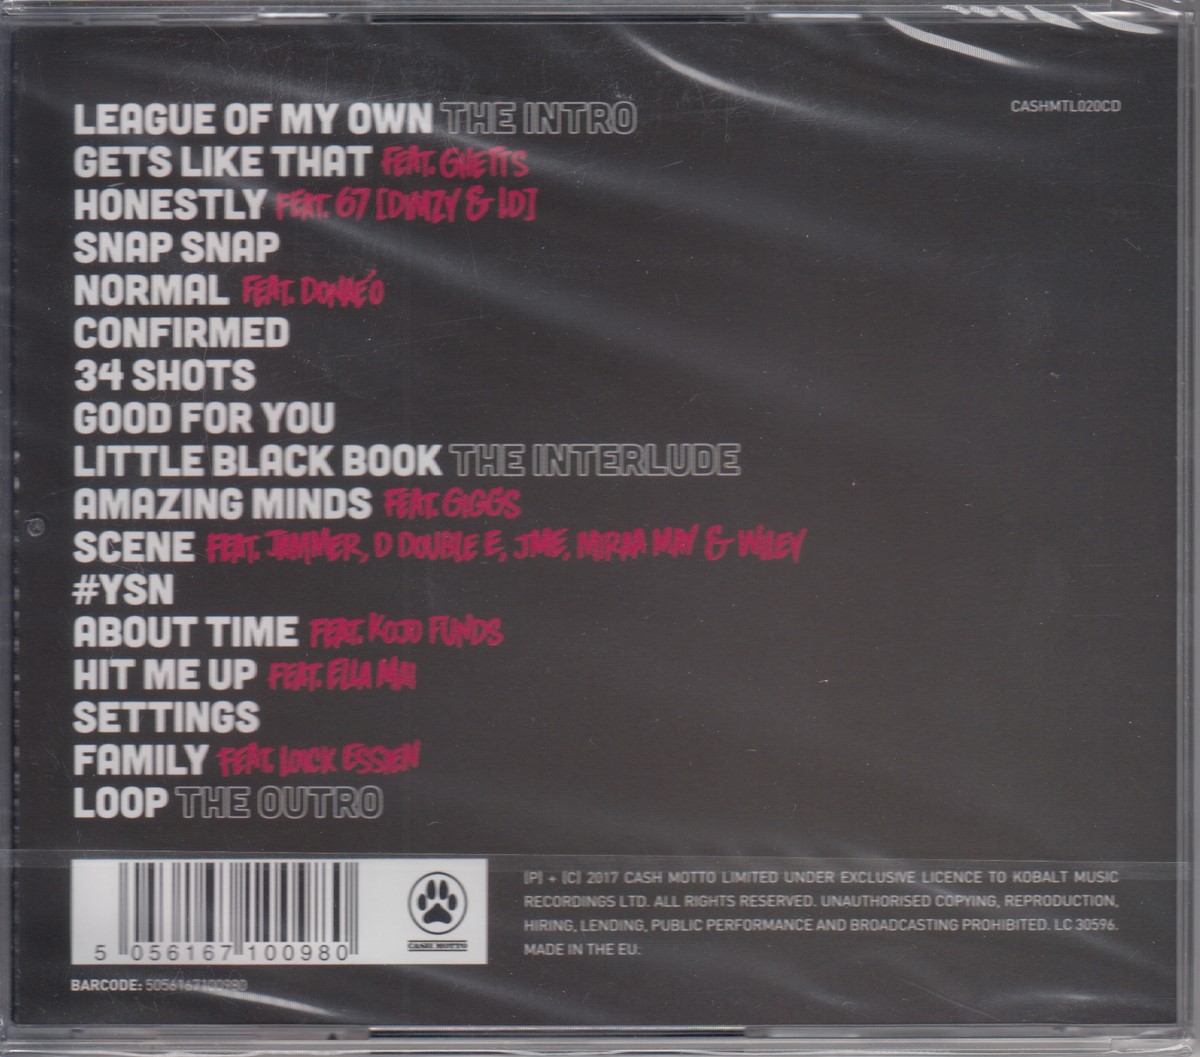 CASHMTL020CD
LEAGUE OF MY OWN THE INTRO
GETS LIKE THAT FEAT. GHETTS
HONESTLY FEAT. 67 [DIMZY & LD]
SNAP SNAP
NORMAL FEAT. DONAE'O
CONFIRMED
34 SHOTS
GOOD FOR YOU
LITTLE BLACK BOOK THE INTERLUDE
AMAZING MINDS FEAT. GIGGS
SCENE FEAT. JAMMER, D DOUBLE E, JME, MIRAA MAY & WILEY
#YSN
ABOUT TIME FEAT. KOJO FUNDS
HIT ME UP FEAT. ELLA MAI
SETTINGS
FAMILY FEAT. LOICK ESSIEN
LOOP THE OUTRO
5 056167 100980
CASH MOTTO
BARCODE: 5056167100980
(P) + (C) 2017 CASH MOTTO LIMITED UNDER EXCLUSIVE LICENCE TO KOBALT MUSIC
RECORDINGS LTD. ALL RIGHTS RESERVED. UNAUTHORISED COPYING, REPRODUCTION,
HIRING, LENDING, PUBLIC PERFORMANCE AND BROADCASTING PROHIBITED. LC 30596.
MADE IN THE EU.